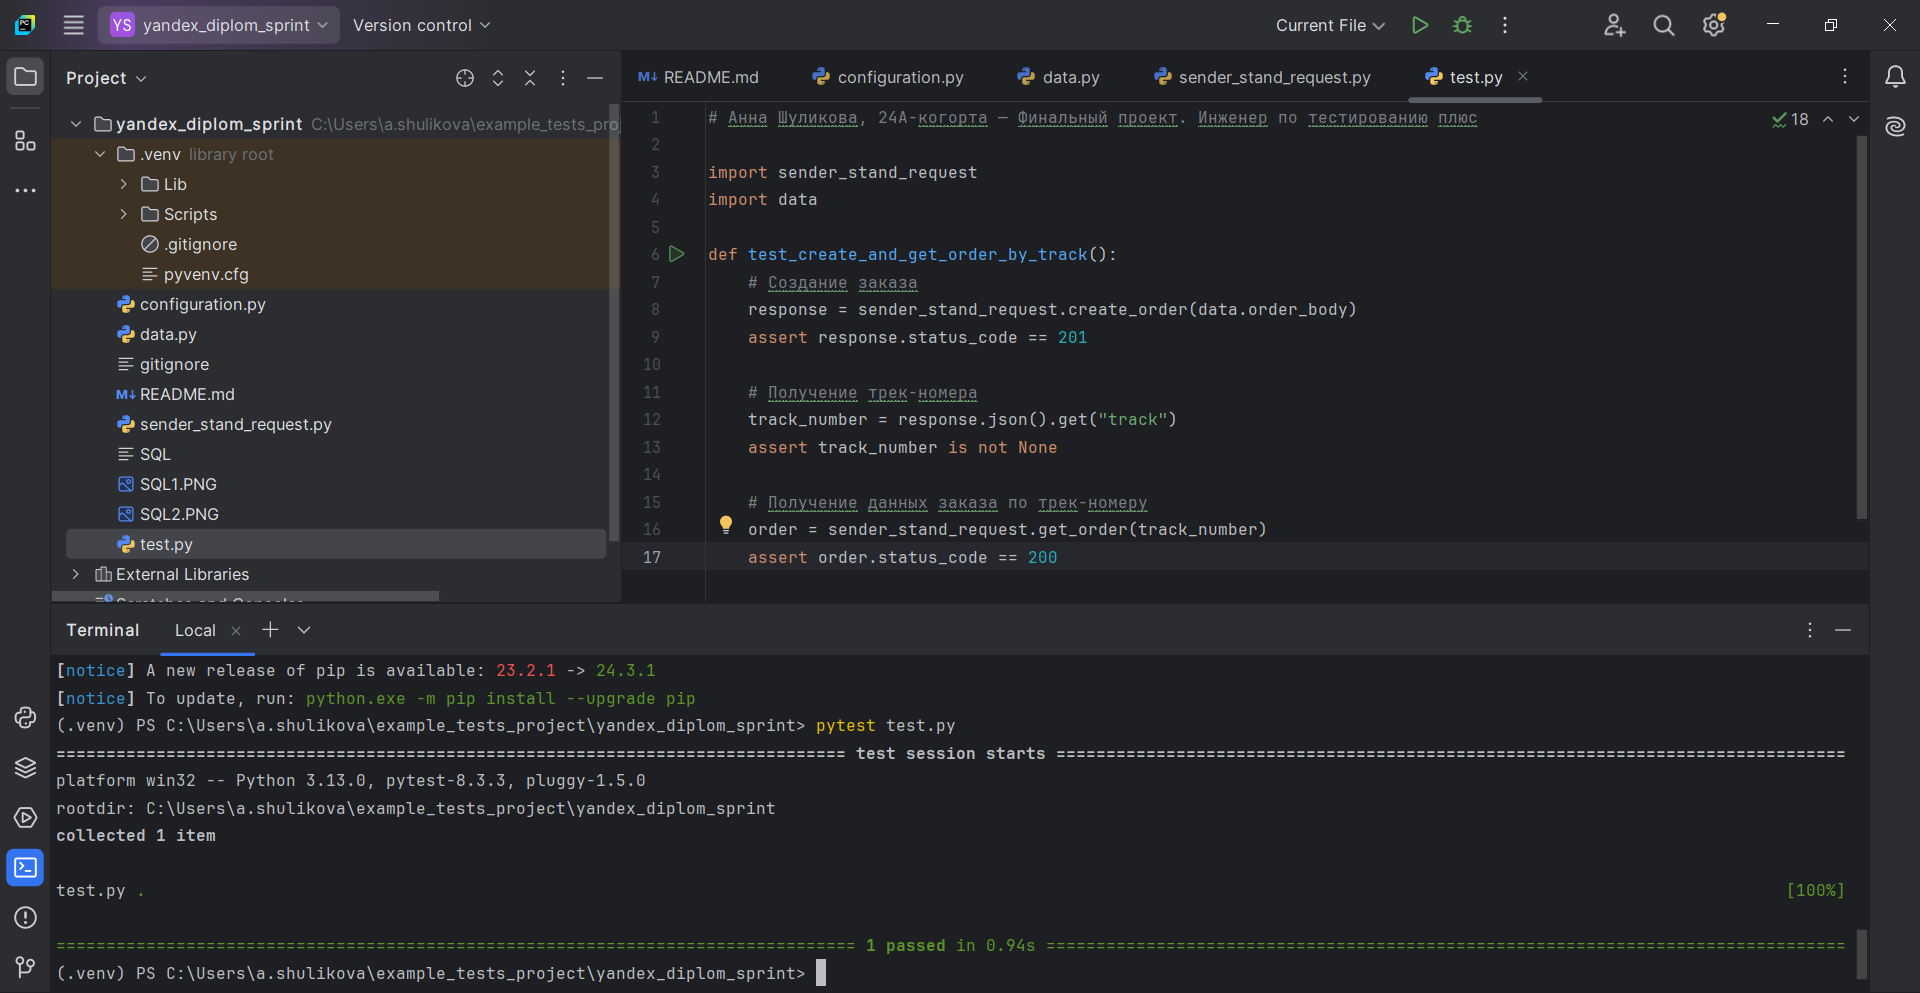 YS yandex_diplom_sprint Version control Current File
Project
README.md configuration.py data.py sender_stand_request.py test.py
yandex_diplom_sprint C:\Users\a.shulikova\example_tests_pro
.venv library root
Lib
Scripts
.gitignore
pyvenv.cfg
configuration.py
data.py
gitignore
README.md
sender_stand_request.py
SQL
SQL1.PNG
SQL2.PNG
test.py
External Libraries
Scratches and Consoles
18
1 # Анна Шуликова, 24А-когорта — Финальный проект. Инженер по тестированию плюс
2
3 import sender_stand_request
4 import data
5
6 def test_create_and_get_order_by_track():
7 # Создание заказа
8 response = sender_stand_request.create_order(data.order_body)
9 assert response.status_code == 201
10
11 # Получение трек-номера
12 track_number = response.json().get("track")
13 assert track_number is not None
14
15 # Получение данных заказа по трек-номеру
16 order = sender_stand_request.get_order(track_number)
17 assert order.status_code == 200
Terminal Local
[notice] A new release of pip is available: 23.2.1 -> 24.3.1
[notice] To update, run: python.exe -m pip install --upgrade pip
(.venv) PS C:\Users\a.shulikova\example_tests_project\yandex_diplom_sprint> pytest test.py
=============================================================================== test session starts ===============================================================================
platform win32 -- Python 3.13.0, pytest-8.3.3, pluggy-1.5.0
rootdir: C:\Users\a.shulikova\example_tests_project\yandex_diplom_sprint
collected 1 item
test.py . [100%]
================================================================================ 1 passed in 0.94s ================================================================================
(.venv) PS C:\Users\a.shulikova\example_tests_project\yandex_diplom_sprint>